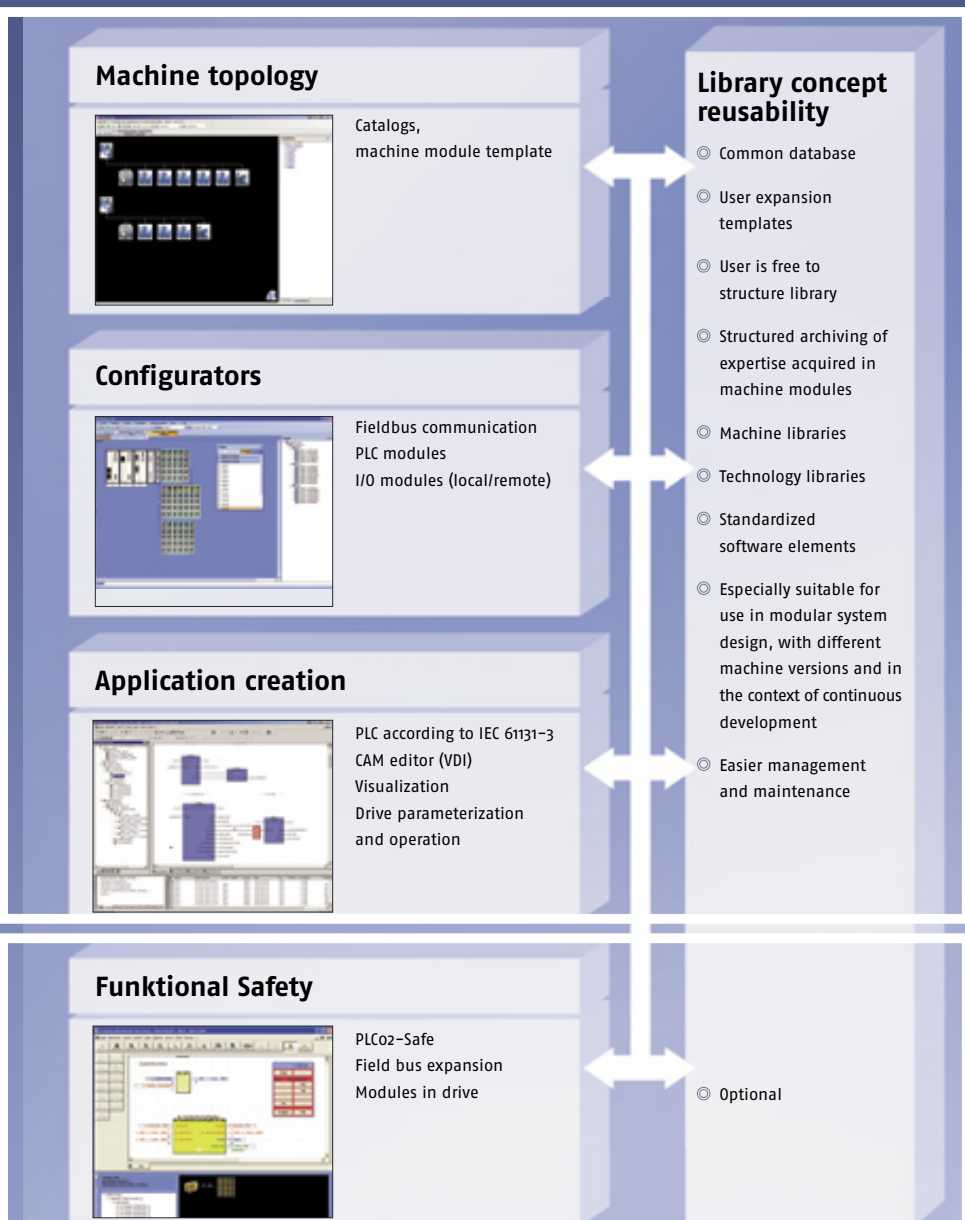 Machine topology
Catalogs,
machine module template
Configurators
Fieldbus communication
PLC modules
I/O modules (local/remote)
Application creation
PLC according to IEC 61131-3
CAM editor (VDI)
Visualization
Drive parameterization
and operation
Library concept
reusability
◎ Common database
◎ User expansion
templates
◎ User is free to
structure library
◎ Structured archiving of
expertise acquired in
machine modules
◎ Machine libraries
◎ Technology libraries
◎ Standardized
software elements
◎ Especially suitable for
use in modular system
design, with different
machine versions and in
the context of continuous
development
◎ Easier management
and maintenance
Funktional Safety
PLC02-Safe
Field bus expansion
Modules in drive
◎ Optional